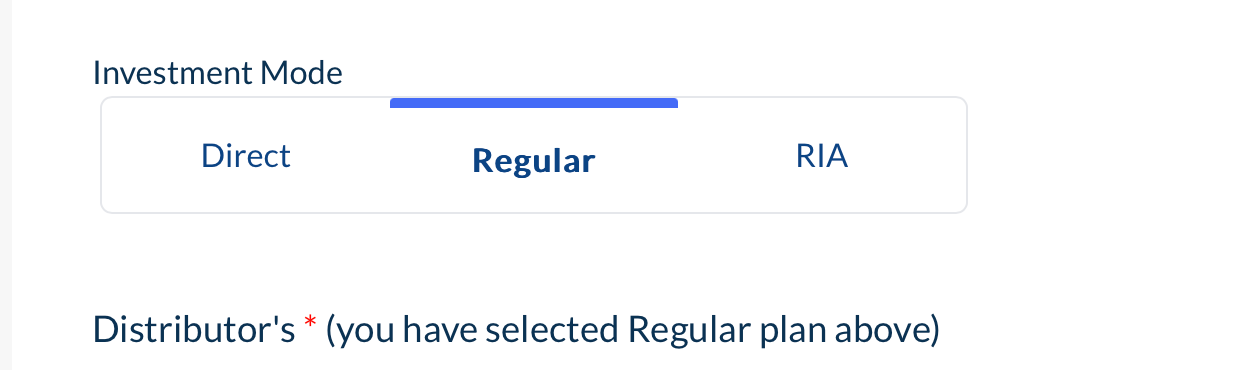 Investment Mode
Direct Regular RIA
Distributor's * (you have selected Regular plan above)